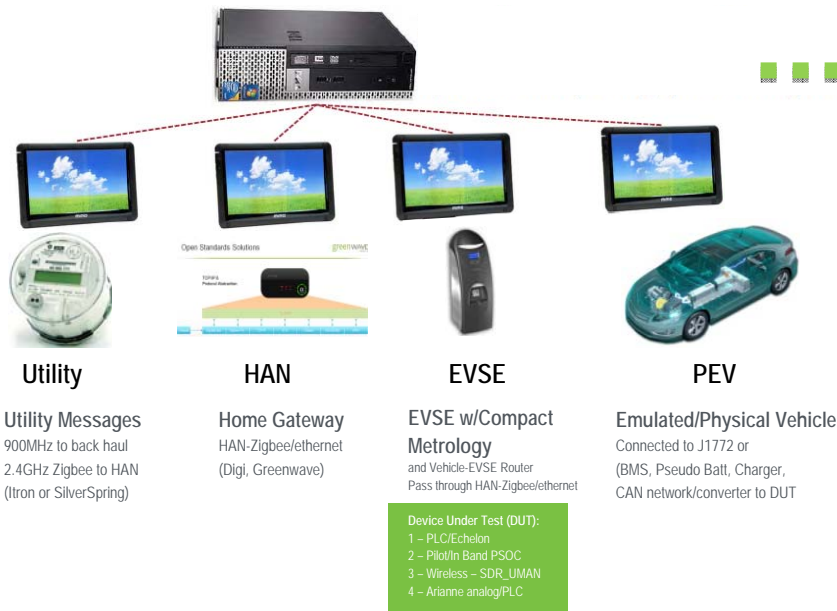 Open Standards Solutions
greenwave
TCP/IPS
Protocol Abstraction
Utility
HAN
EVSE
PEV
Utility Messages
900MHz to back haul
2.4GHz Zigbee to HAN
(Itron or SilverSpring)
Home Gateway
HAN-Zigbee/ethernet
(Digi, Greenwave)
EVSE w/Compact
Metrology
and Vehicle-EVSE Router
Pass through HAN-Zigbee/ethernet
Device Under Test (DUT):
1 – PLC/Echelon
2 – Pilot/In Band PSOC
3 – Wireless – SDR_UMAN
4 – Arianne analog/PLC
Emulated/Physical Vehicle
Connected to J1772 or
(BMS, Pseudo Batt, Charger,
CAN network/converter to DUT